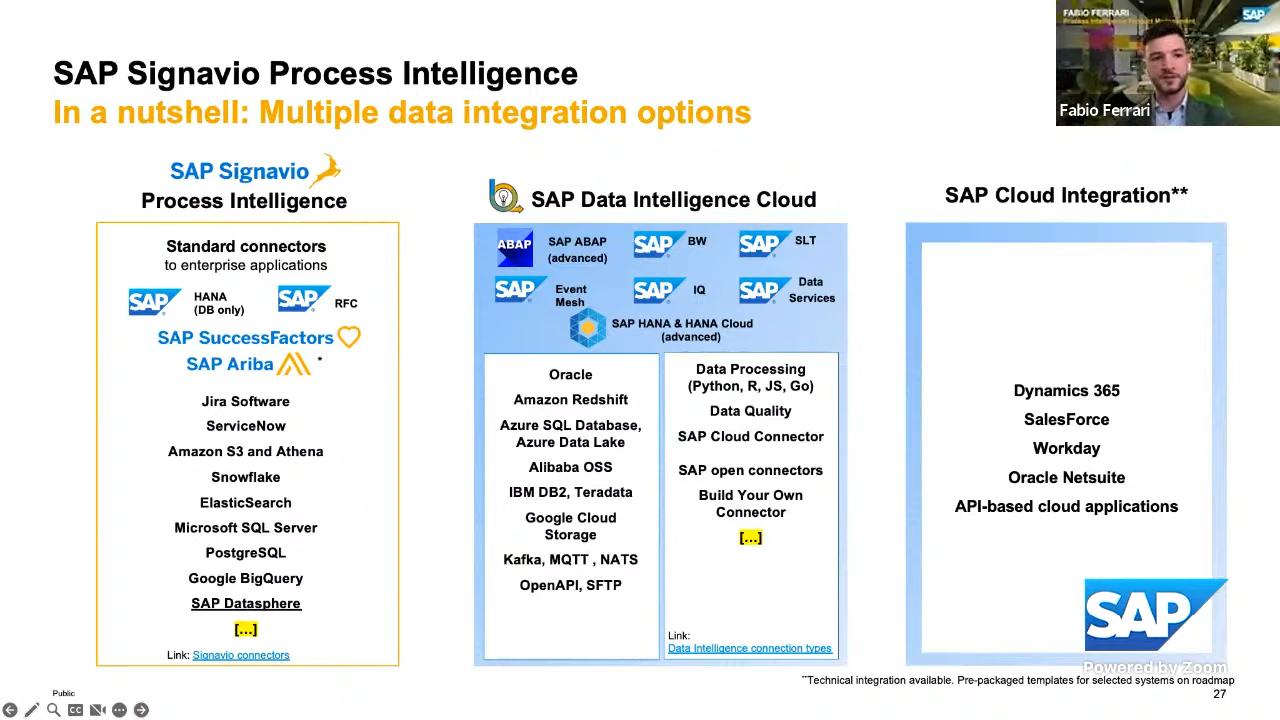 SAP Signavio Process Intelligence
In a nutshell: Multiple data integration options
FABIO FERRARI
Process Intelligence Product Management
SAP
Fabio Ferrari
SAP Signavio
Process Intelligence
Standard connectors
to enterprise applications
SAP
HANA
(DB only)
SAP
RFC
SAP SuccessFactors
SAP Ariba
*
Jira Software
ServiceNow
Amazon S3 and Athena
Snowflake
ElasticSearch
Microsoft SQL Server
PostgreSQL
Google BigQuery
SAP Datasphere
[...]
Link: Signavio connectors
SAP Data Intelligence Cloud
ABAP
SAP ABAP
(advanced)
SAP
BW
SAP
SLT
SAP
Event
Mesh
SAP
IQ
SAP
Data
Services
SAP HANA & HANA Cloud
(advanced)
Oracle
Amazon Redshift
Azure SQL Database,
Azure Data Lake
Alibaba OSS
IBM DB2, Teradata
Google Cloud
Storage
Kafka, MQTT , NATS
OpenAPI, SFTP
Data Processing
(Python, R, JS, Go)
Data Quality
SAP Cloud Connector
SAP open connectors
Build Your Own
Connector
[...]
Link:
Data Intelligence connection types
SAP Cloud Integration**
Dynamics 365
SalesForce
Workday
Oracle Netsuite
API-based cloud applications
SAP
Powered by Zoom
**Technical integration available. Pre-packaged templates for selected systems on roadmap
Public
27
CC